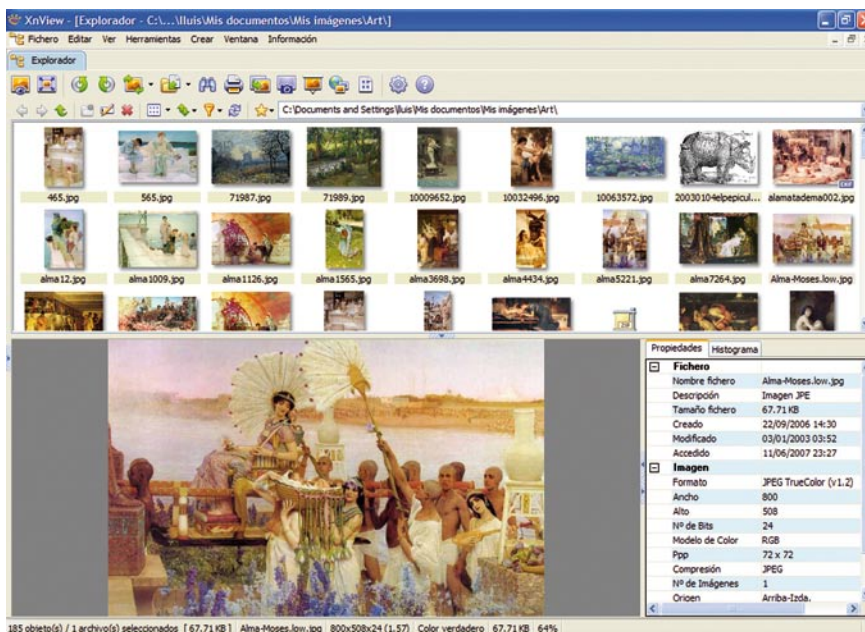 XnView - [Explorador - C:\...\lluis\Mis documentos\Mis imágenes\Art\]
Fichero Editar Ver Herramientas Crear Ventana Información
Explorador
C:\Documents and Settings\lluis\Mis documentos\Mis imágenes\Art\
465.jpg 565.jpg 71987.jpg 71989.jpg 10009652.jpg 10032496.jpg 10063572.jpg 20030104elpepicul... alamatadema002.jpg
alma12.jpg alma1009.jpg alma1126.jpg alma1565.jpg alma3698.jpg alma4434.jpg alma5221.jpg alma7264.jpg Alma-Moses.low.jpg
Propiedades Histograma
Fichero
Nombre fichero Alma-Moses.low.jpg
Descripción Imagen JPE
Tamaño fichero 67.71 KB
Creado 22/09/2006 14:30
Modificado 03/01/2003 03:52
Accedido 11/06/2007 23:27
Imagen
Formato JPEG TrueColor (v1.2)
Ancho 800
Alto 508
Nº de Bits 24
Modelo de Color RGB
Ppp 72 x 72
Compresión JPEG
Nº de Imágenes 1
Origen Arriba-Izda.
185 objeto(s) / 1 archivo(s) seleccionados [ 67.71 KB ] Alma-Moses.low.jpg 800x508x24 (1.57) Color verdadero 67.71 KB 64%